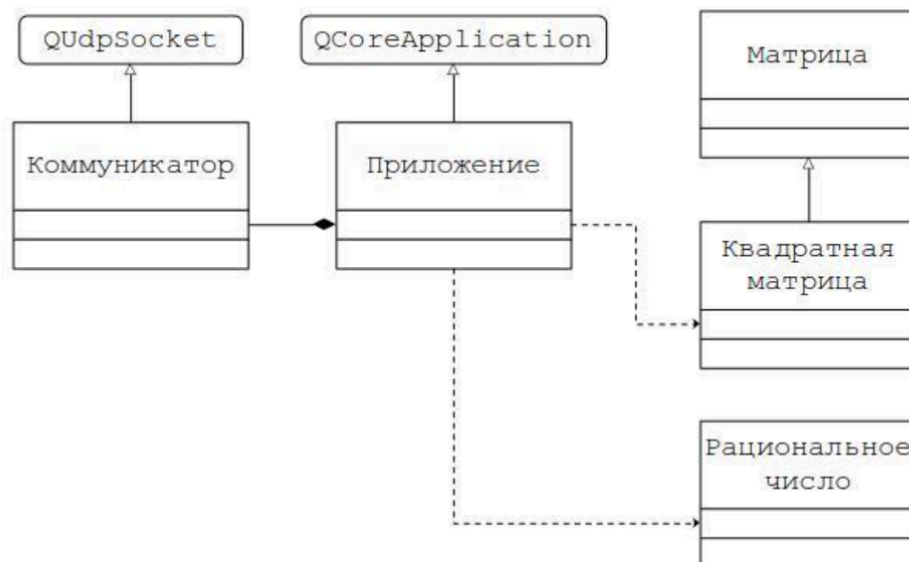 QUdpSocket
QCoreApplication
Матрица
Коммуникатор
Приложение
Квадратная
матрица
Рациональное
число